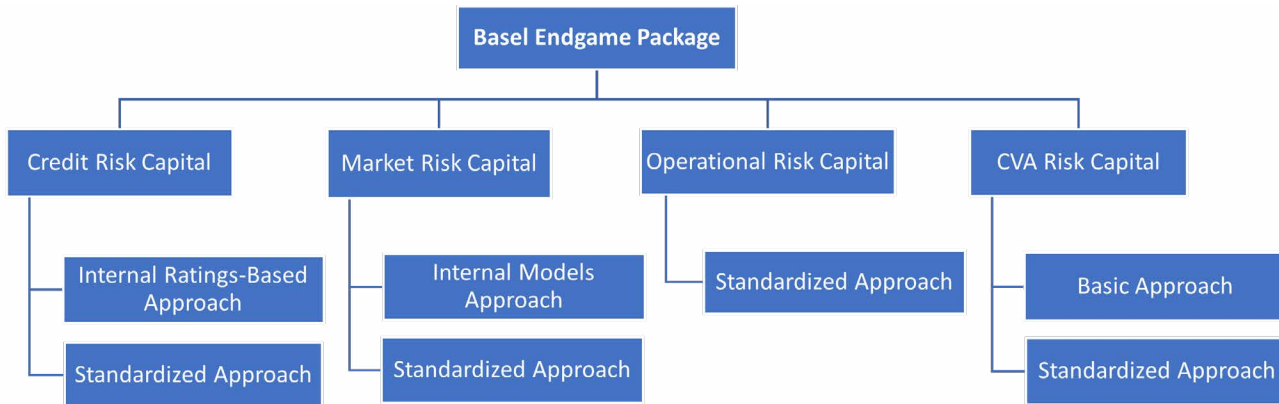 Basel Endgame Package
Credit Risk Capital
Market Risk Capital
Operational Risk Capital
CVA Risk Capital
Internal Ratings-Based
Approach
Standardized Approach
Internal Models
Approach
Standardized Approach
Standardized Approach
Basic Approach
Standardized Approach